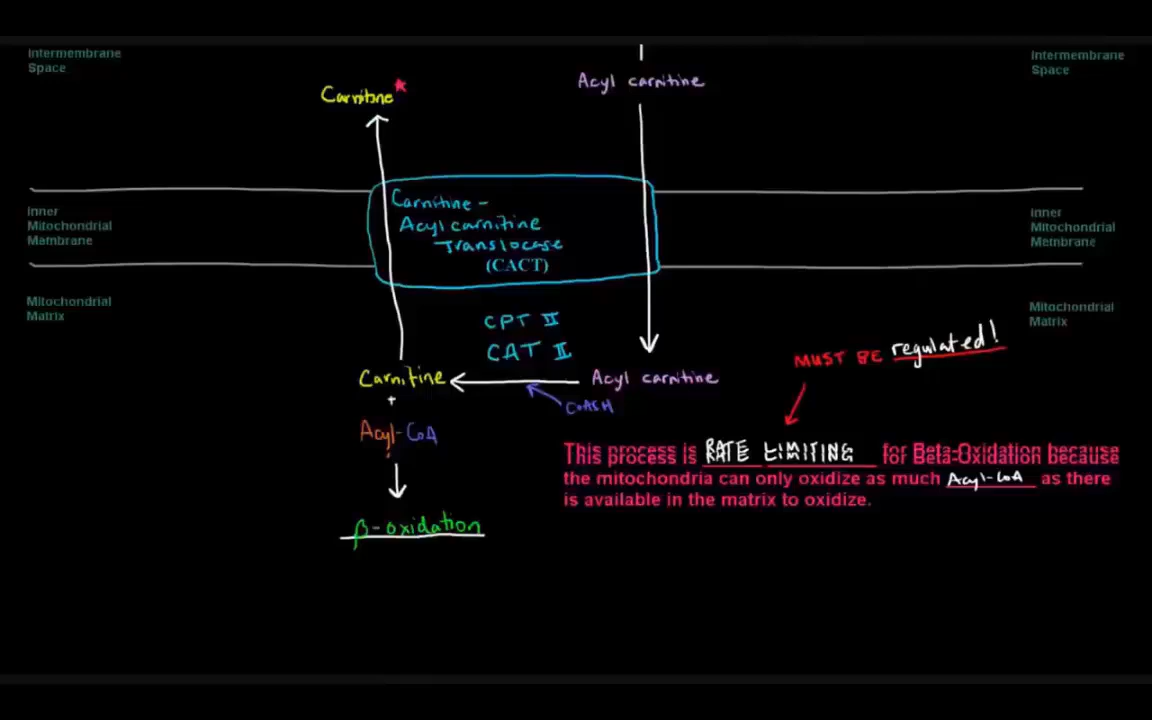 Intermembrane
Space
Intermembrane
Space
Carnitine*
Acyl carnitine
Inner
Mitochondrial
Membrane
Carnitine -
Acylcarnitine
Translocase
(CACT)
Inner
Mitochondrial
Membrane
Mitochondrial
Matrix
Mitochondrial
Matrix
CPT II
CAT II
MUST BE regulated!
Carnitine
Acyl carnitine
+
CoASH
Acyl-CoA
This process is RATE LIMITING for Beta-Oxidation because
the mitochondria can only oxidize as much Acyl-CoA as there
is available in the matrix to oxidize.
β-oxidation